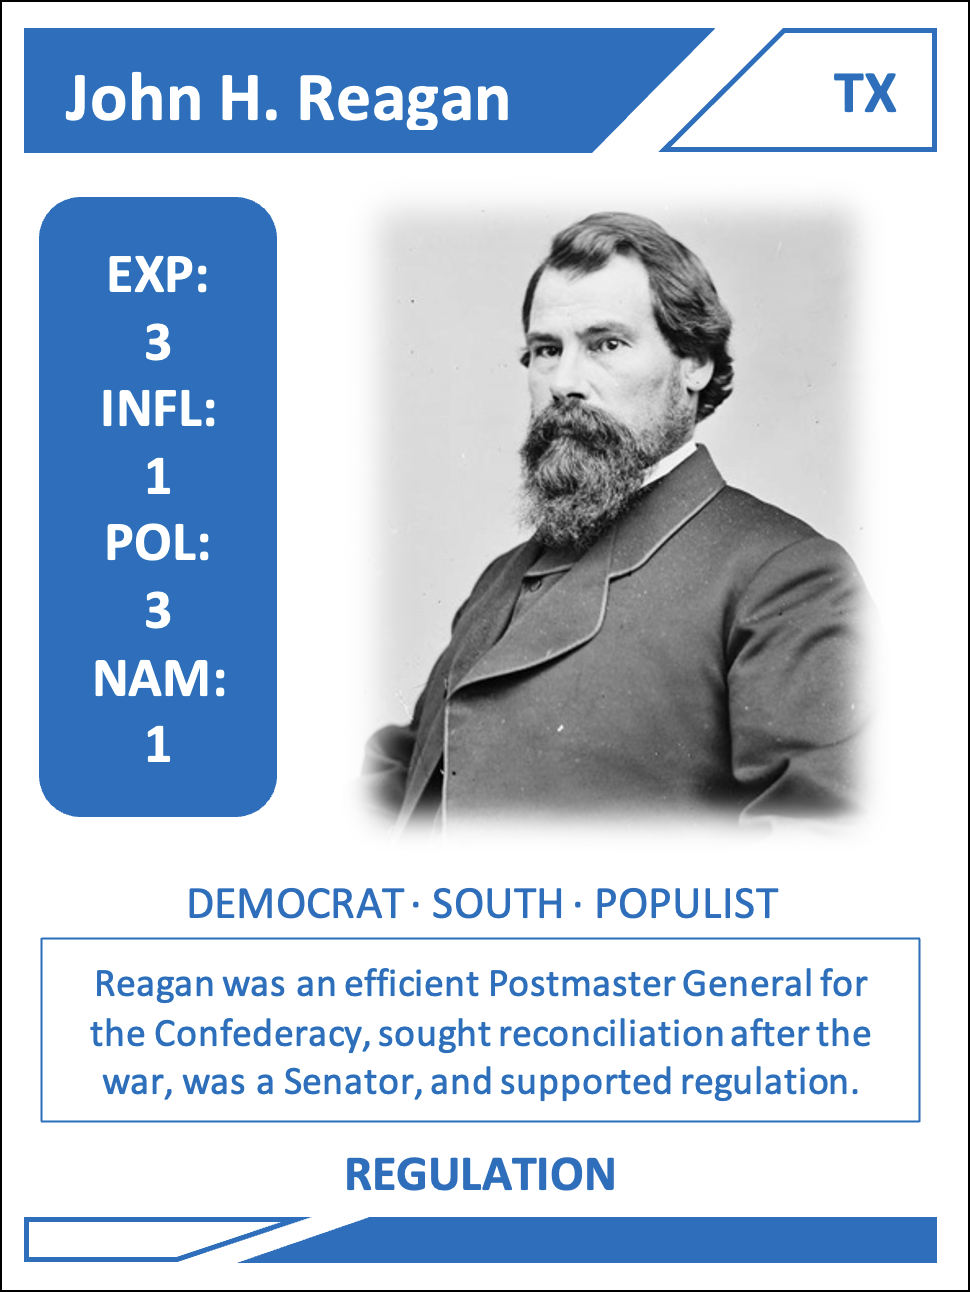 John H. Reagan
TX
EXP:
3
INFL:
1
POL:
3
NAM:
1
DEMOCRAT · SOUTH · POPULIST
Reagan was an efficient Postmaster General for
the Confederacy, sought reconciliation after the
war, was a Senator, and supported regulation.
REGULATION